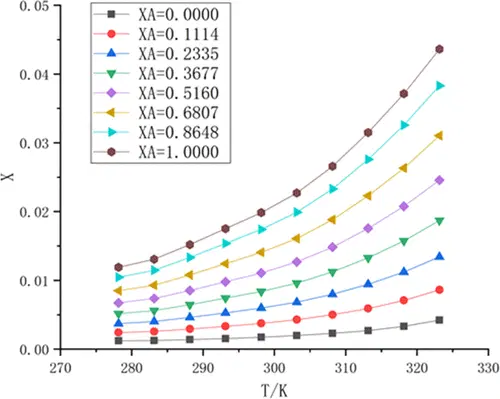 0.05
0.04
0.03
0.02
0.01
0.00
X
XA=0.0000
XA=0.1114
XA=0.2335
XA=0.3677
XA=0.5160
XA=0.6807
XA=0.8648
XA=1.0000
270 280 290 300 310 320 330
T/K